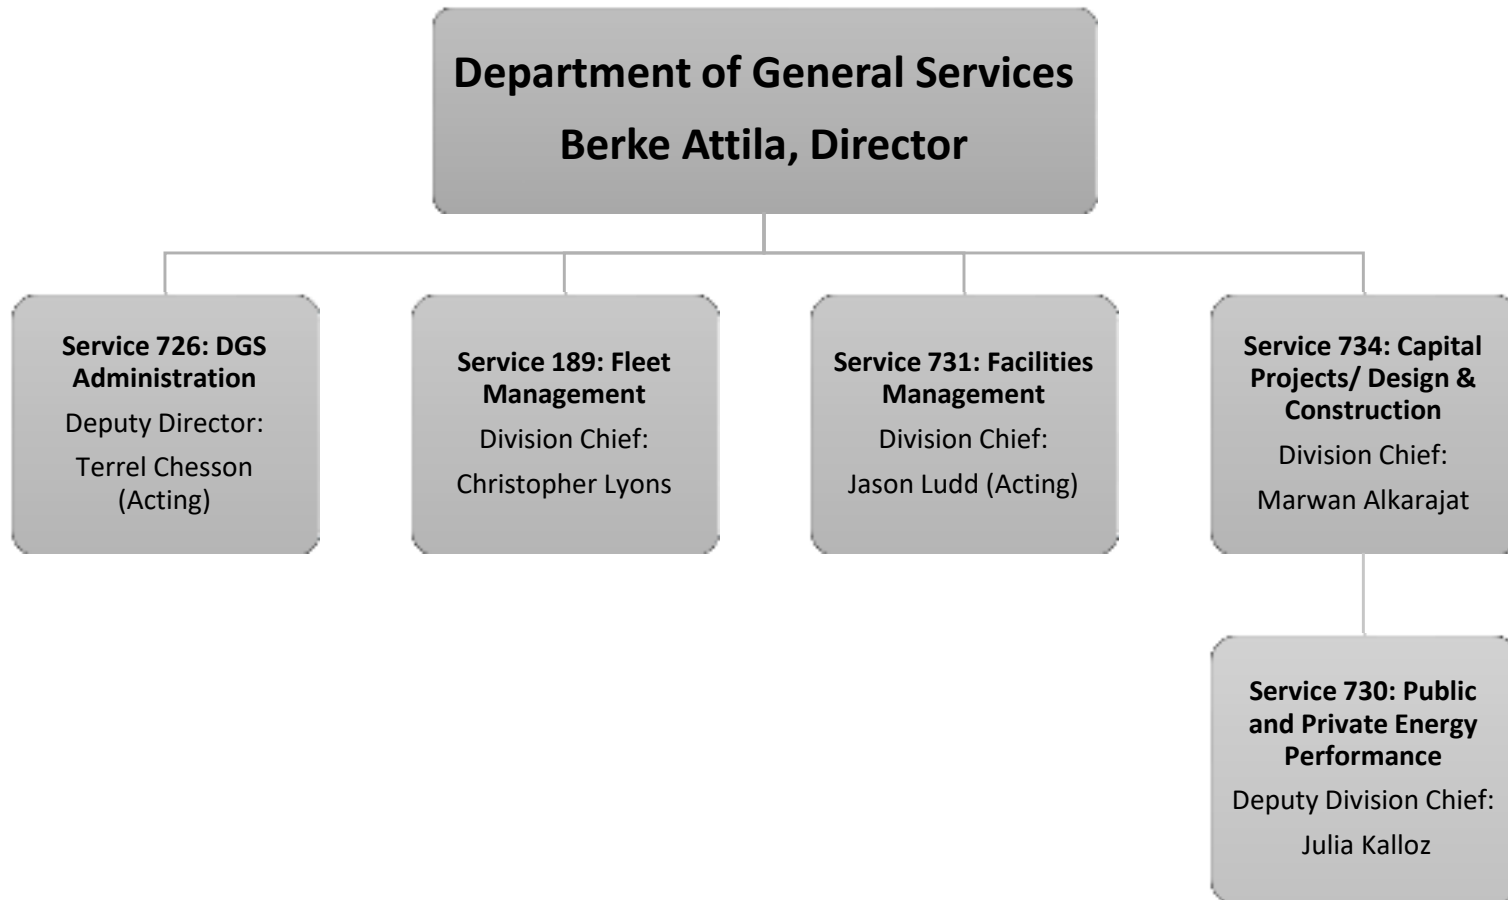 Department of General Services
Berke Attila, Director
Service 726: DGS
Administration
Deputy Director:
Terrel Chesson
(Acting)
Service 189: Fleet
Management
Division Chief:
Christopher Lyons
Service 731: Facilities
Management
Division Chief:
Jason Ludd (Acting)
Service 734: Capital
Projects/ Design &
Construction
Division Chief:
Marwan Alkarajat
Service 730: Public
and Private Energy
Performance
Deputy Division Chief:
Julia Kalloz